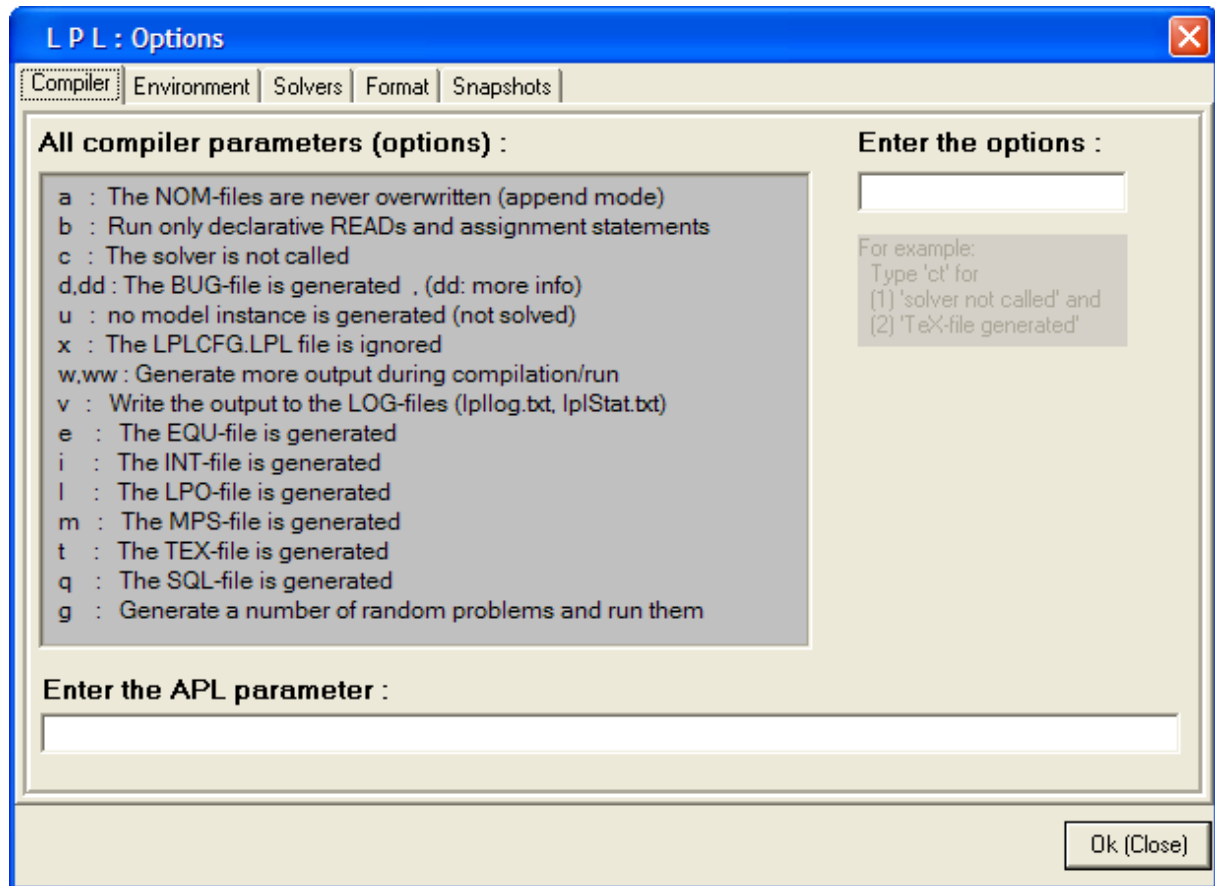 L P L : Options
Compiler Environment Solvers Format Snapshots
All compiler parameters (options) :
a : The NOM-files are never overwritten (append mode)
b : Run only declarative READs and assignment statements
c : The solver is not called
d,dd : The BUG-file is generated , (dd: more info)
u : no model instance is generated (not solved)
x : The LPLCFG.LPL file is ignored
w,ww : Generate more output during compilation/run
v : Write the output to the LOG-files (lpllog.txt, lplStat.txt)
e : The EQU-file is generated
i : The INT-file is generated
l : The LPO-file is generated
m : The MPS-file is generated
t : The TEX-file is generated
q : The SQL-file is generated
g : Generate a number of random problems and run them
Enter the options :
For example:
Type 'ct' for
(1) 'solver not called' and
(2) 'TeX-file generated'
Enter the APL parameter :
Ok (Close)